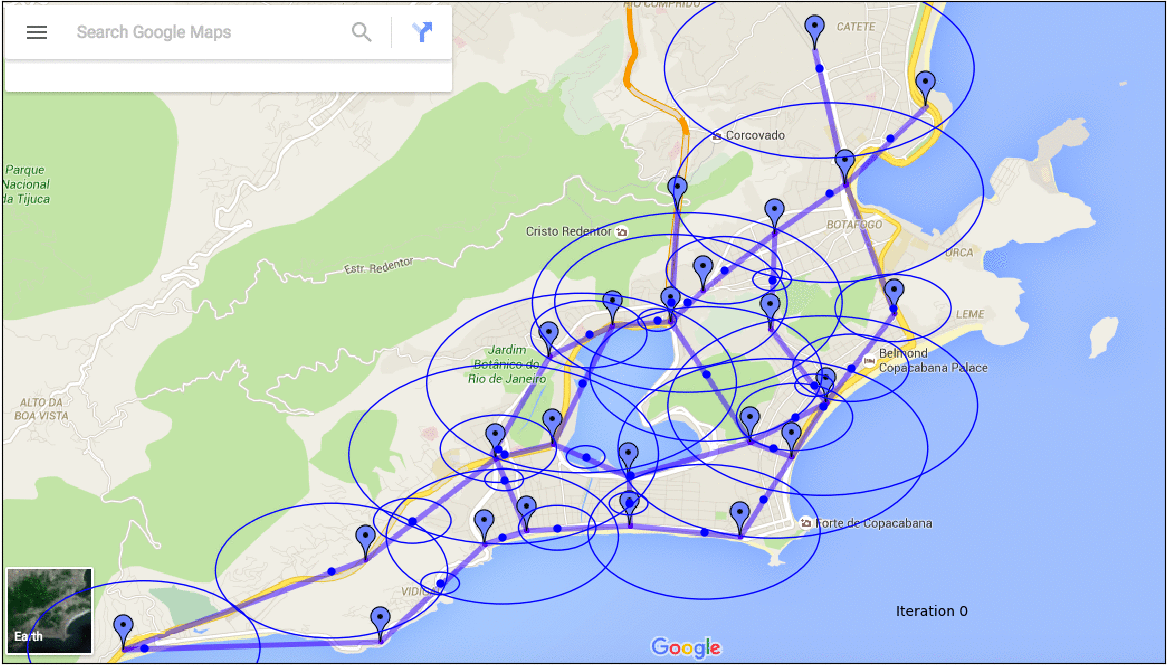 RIO COMPRIDO
Search Google Maps
CATETE
Corcovado
Parque
Nacional
da Tijuca
Cristo Redentor
BOTAFOGO
Estr. Redentor
URCA
LEME
Jardim
Botânico do
Rio de Janeiro
Belmond
Copacabana Palace
ALTO DA
BOA VISTA
Forte de Copacabana
VIDIG
Iteration 0
Earth
Google